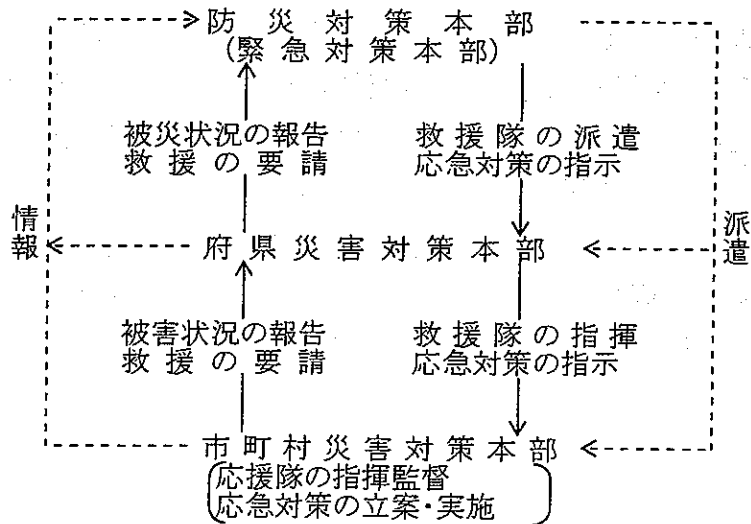 防災対策本部
(緊急対策本部)
被災状況の報告
救援の要請
救援隊の派遣
応急対策の指示
情報
派遣
府県災害対策本部
被害状況の報告
救援の要請
救援隊の指揮
応急対策の指示
市町村災害対策本部
応援隊の指揮監督
応急対策の立案・実施